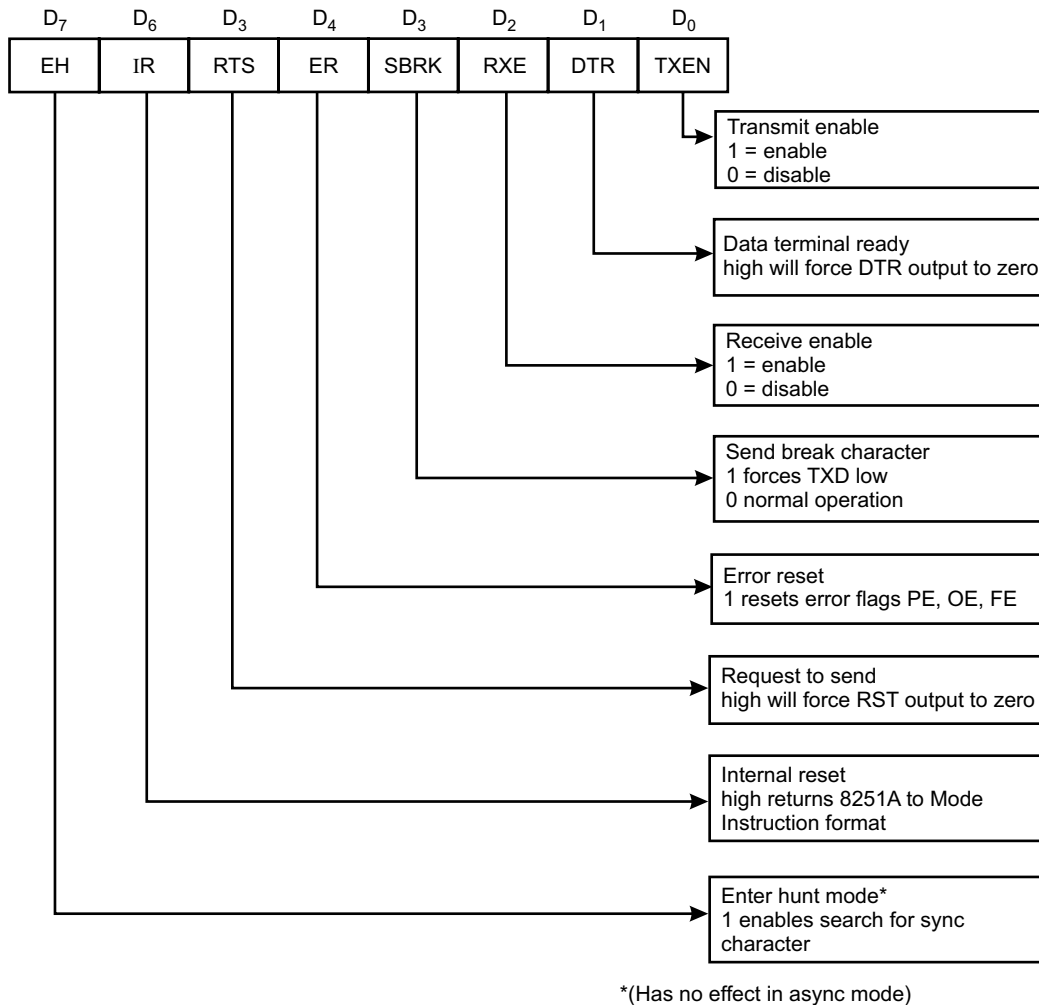 D7 D6 D3 D4 D3 D2 D1 D0
EH IR RTS ER SBRK RXE DTR TXEN
Transmit enable
1 = enable
0 = disable
Data terminal ready
high will force DTR output to zero
Receive enable
1 = enable
0 = disable
Send break character
1 forces TXD low
0 normal operation
Error reset
1 resets error flags PE, OE, FE
Request to send
high will force RST output to zero
Internal reset
high returns 8251A to Mode
Instruction format
Enter hunt mode*
1 enables search for sync
character
*(Has no effect in async mode)